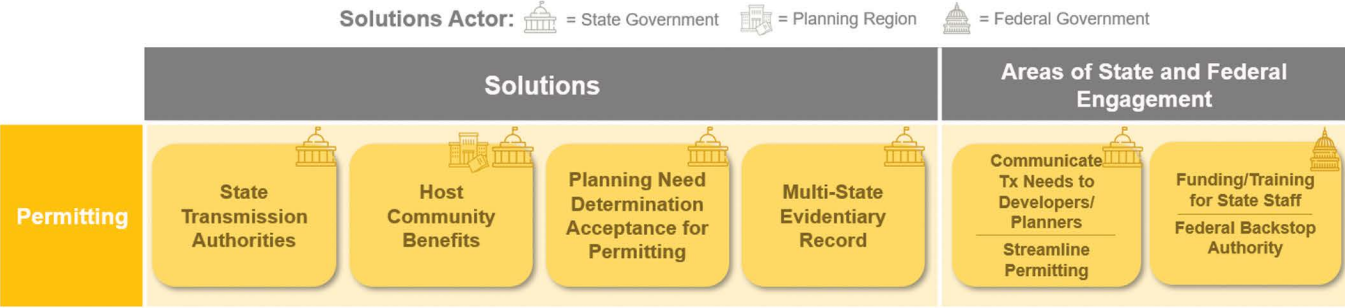 Solutions Actor: = State Government = Planning Region = Federal Government
Solutions
Areas of State and Federal
Engagement
Permitting
State
Transmission
Authorities
Host
Community
Benefits
Planning Need
Determination
Acceptance for
Permitting
Multi-State
Evidentiary
Record
Communicate
Tx Needs to
Developers/
Planners
Streamline
Permitting
Funding/Training
for State Staff
Federal Backstop
Authority